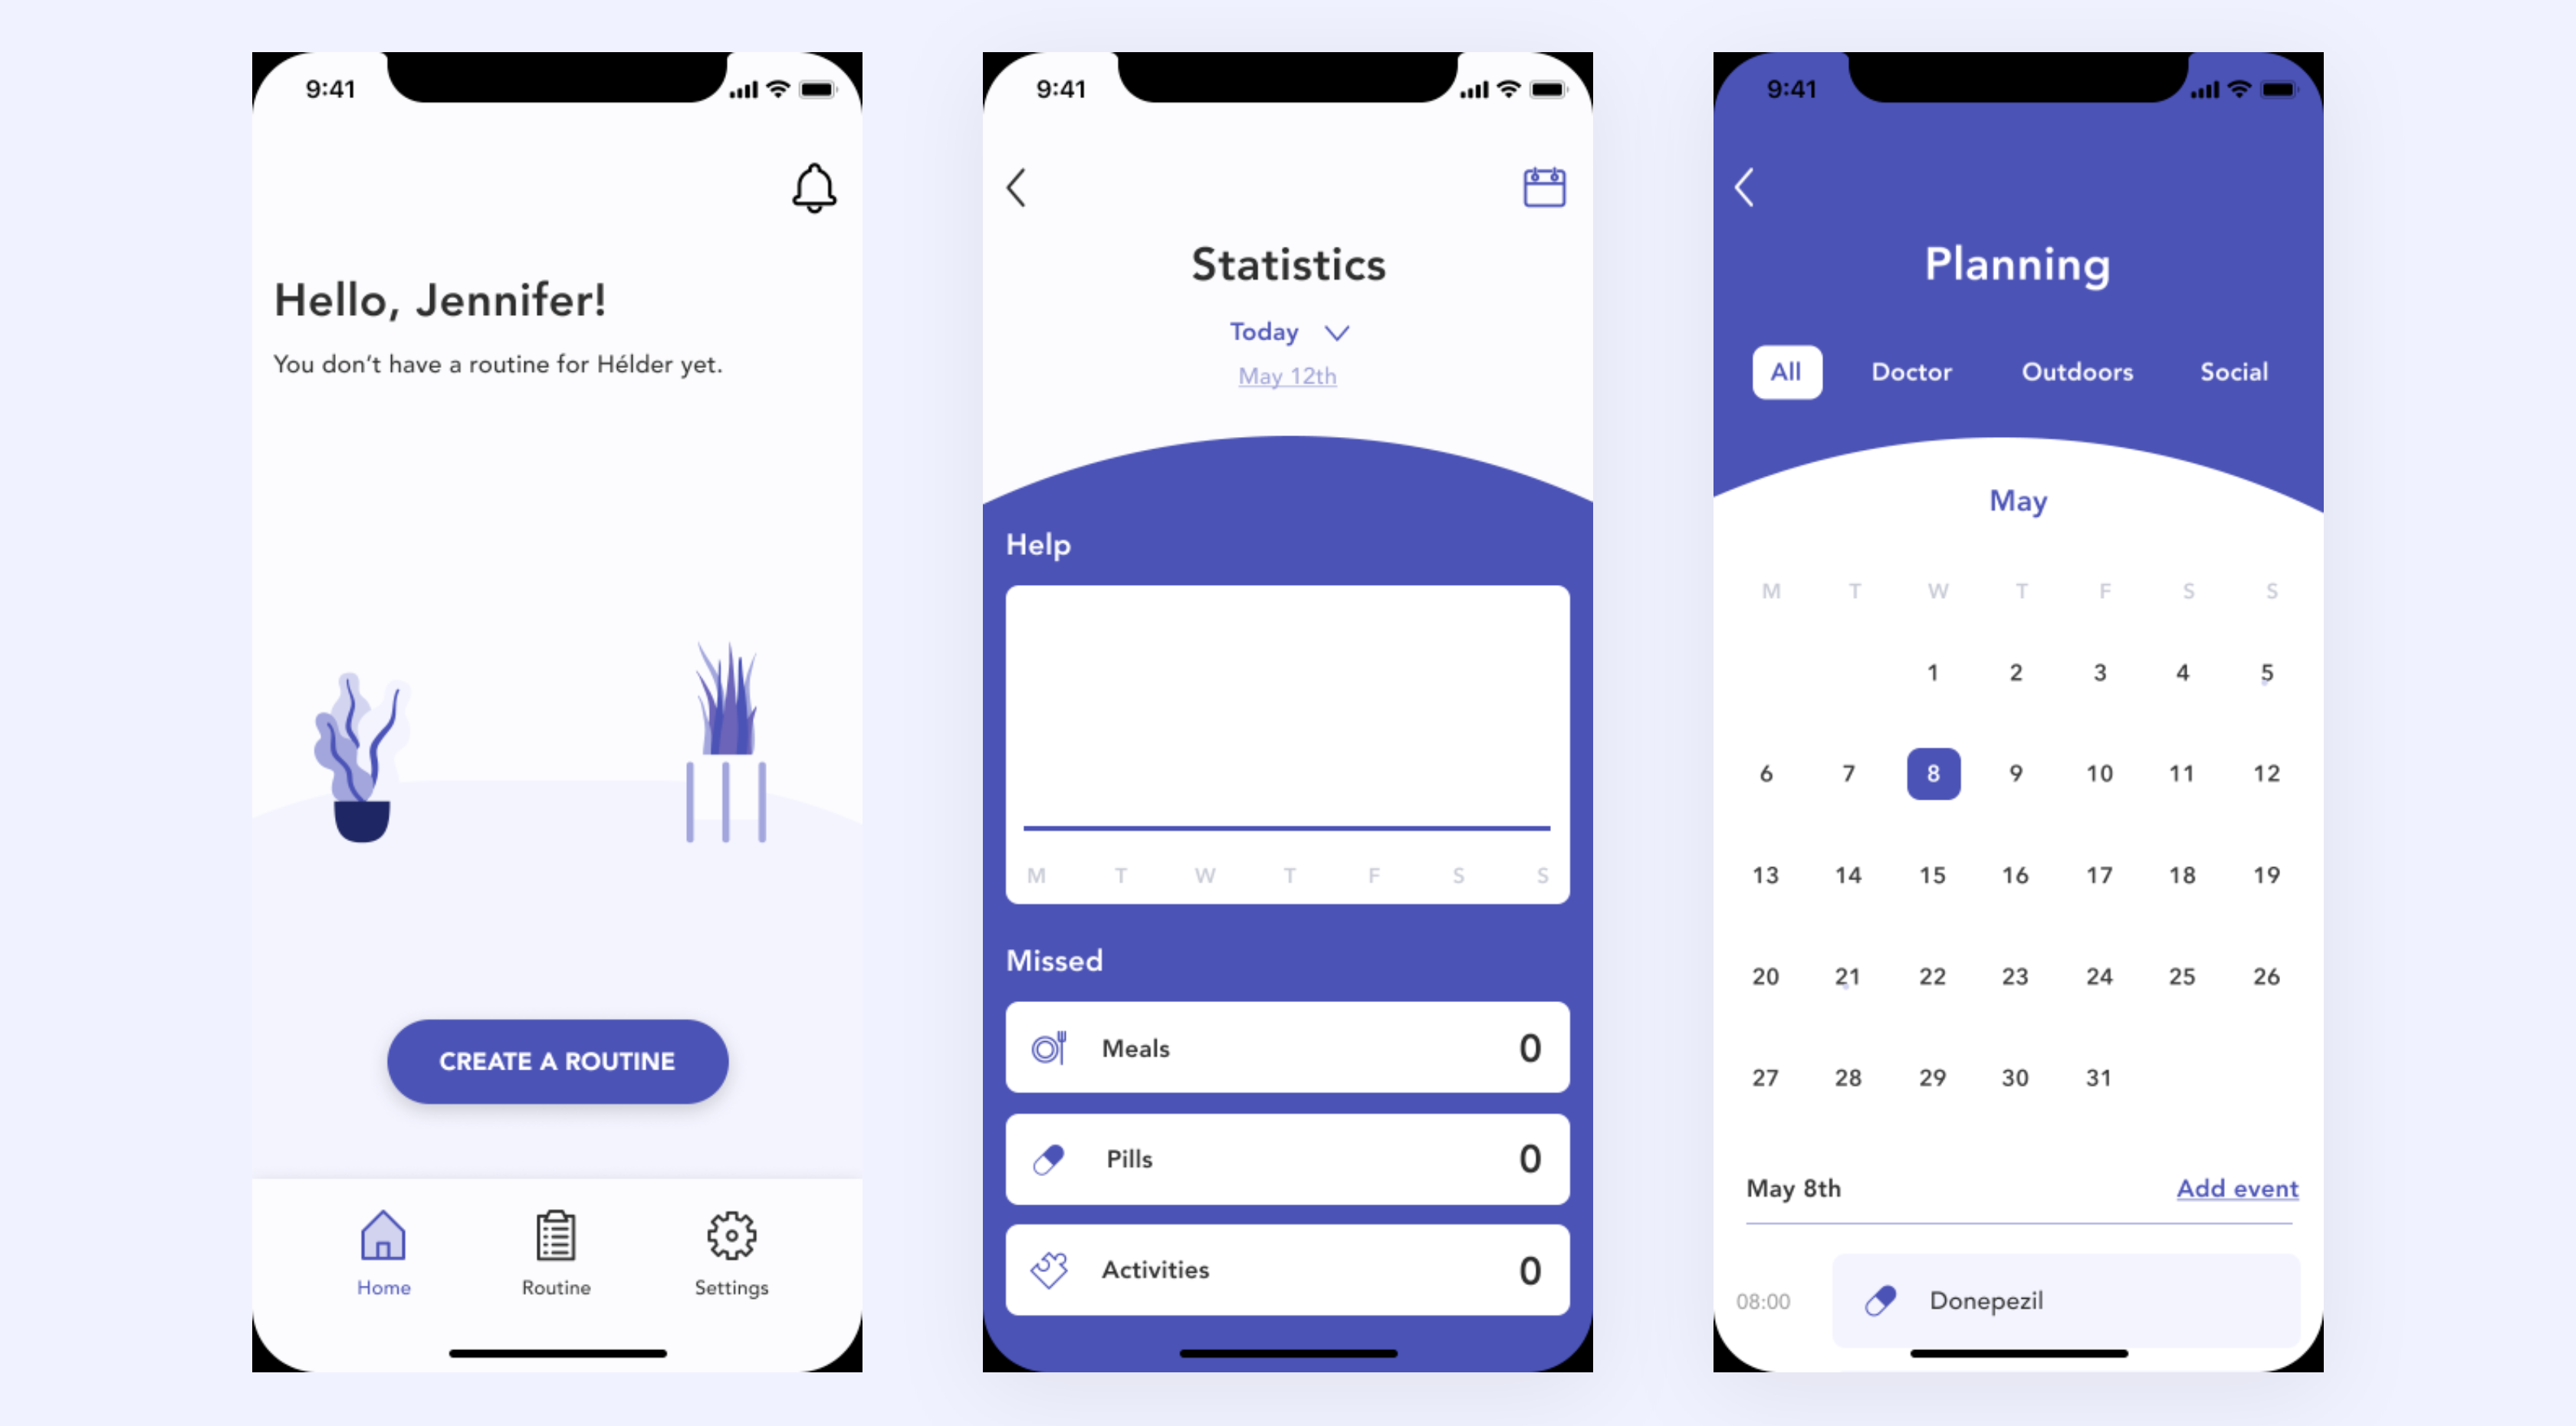 9:41
Hello, Jennifer!
You don't have a routine for Hélder yet.
CREATE A ROUTINE
Home Routine Settings
9:41
Statistics
Today
May 12th
Help
M T W T F S S
Missed
Meals 0
Pills 0
Activities 0
9:41
Planning
All Doctor Outdoors Social
May
M T W T F S S
1 2 3 4 5
6 7 8 9 10 11 12
13 14 15 16 17 18 19
20 21 22 23 24 25 26
27 28 29 30 31
May 8th Add event
08:00 Donepezil